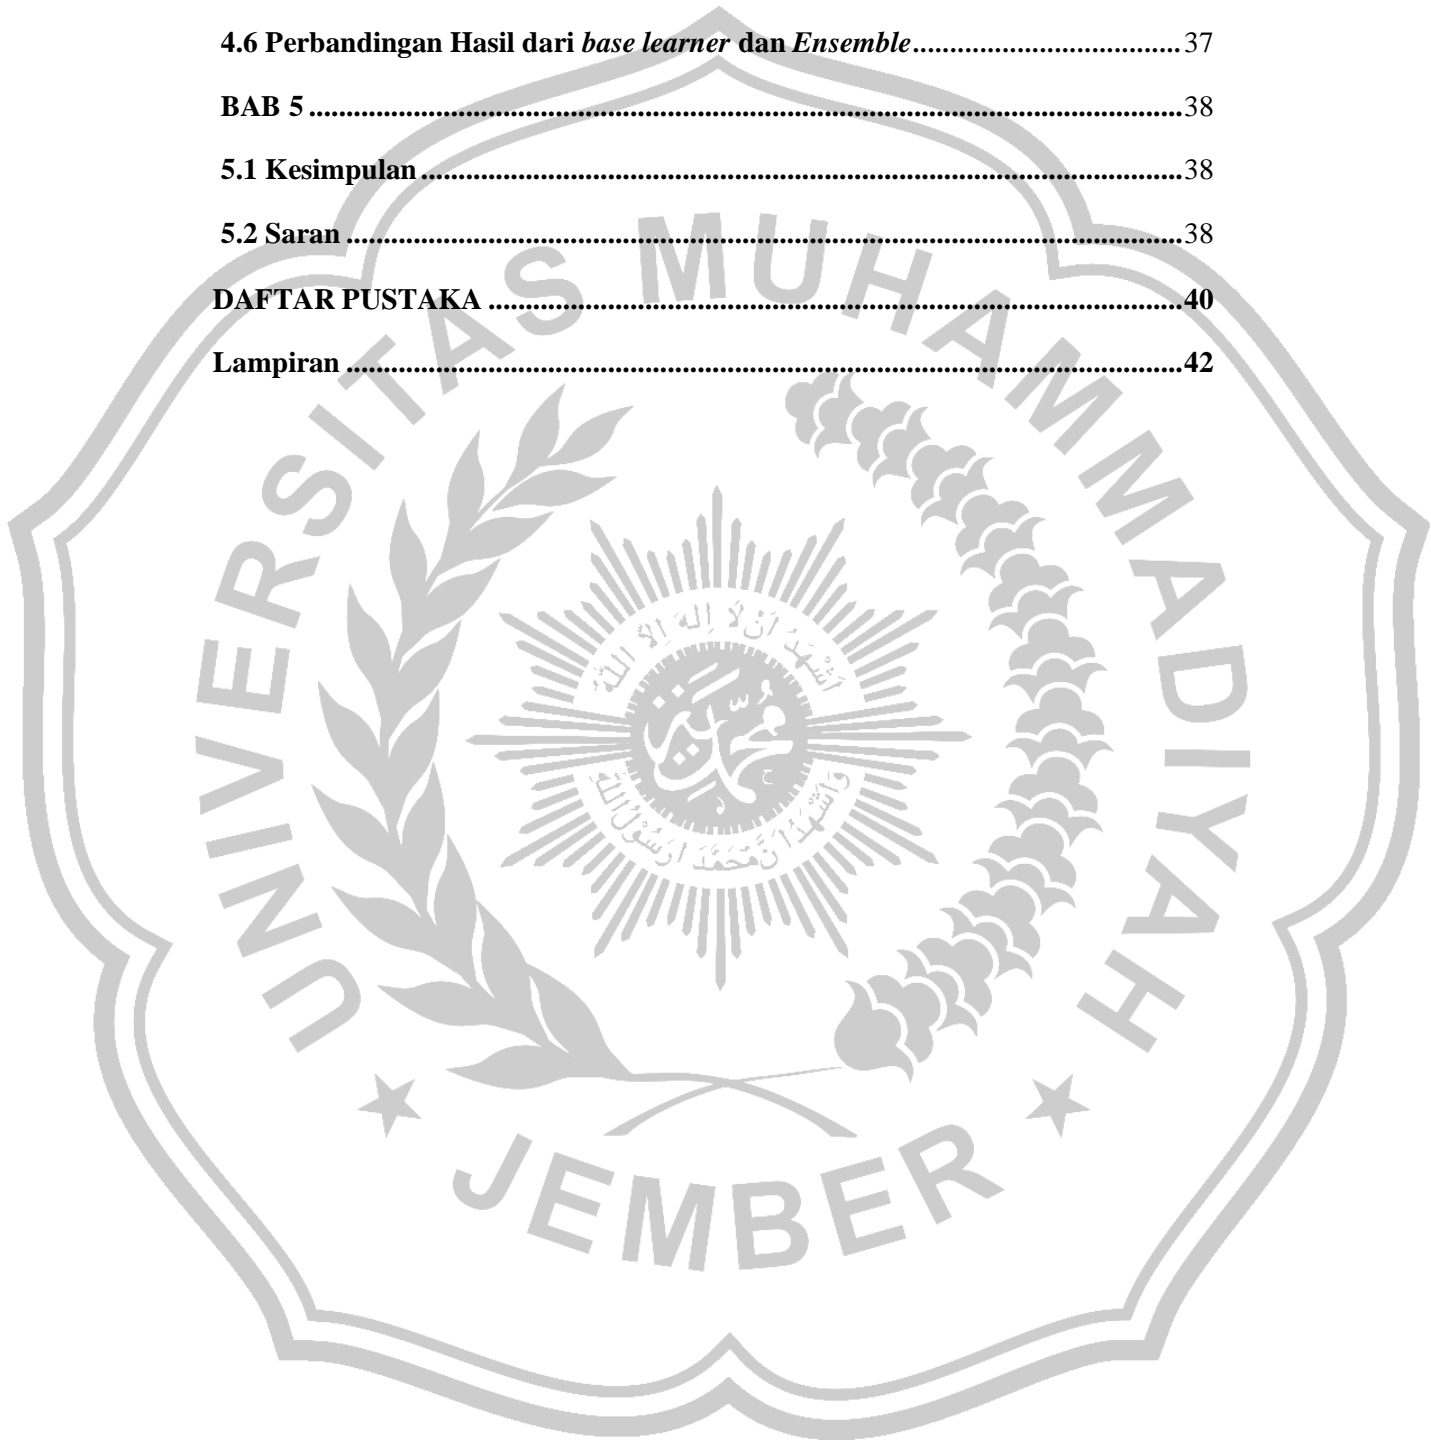 4.6 Perbandingan Hasil dari base learner dan Ensemble.................................. 37
BAB 5 ................................................................................................................. 38
5.1 Kesimpulan ................................................................................................... 38
5.2 Saran ............................................................................................................. 38
DAFTAR PUSTAKA .......................................................................................... 40
Lampiran ............................................................................................................. 42
UNIVERSITAS MUHAMMADIYAH
JEMBER